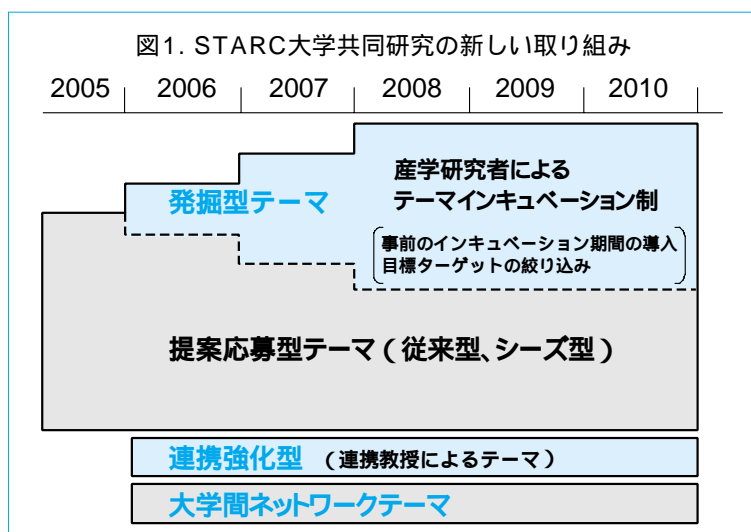 図1. STARC大学共同研究の新しい取り組み
2005 2006 2007 2008 2009 2010
発掘型テーマ
産学研究者による
テーマインキュベーション制
事前のインキュベーション期間の導入
目標ターゲットの絞り込み
提案応募型テーマ(従来型、シーズ型)
連携強化型 (連携教授によるテーマ)
大学間ネットワークテーマ